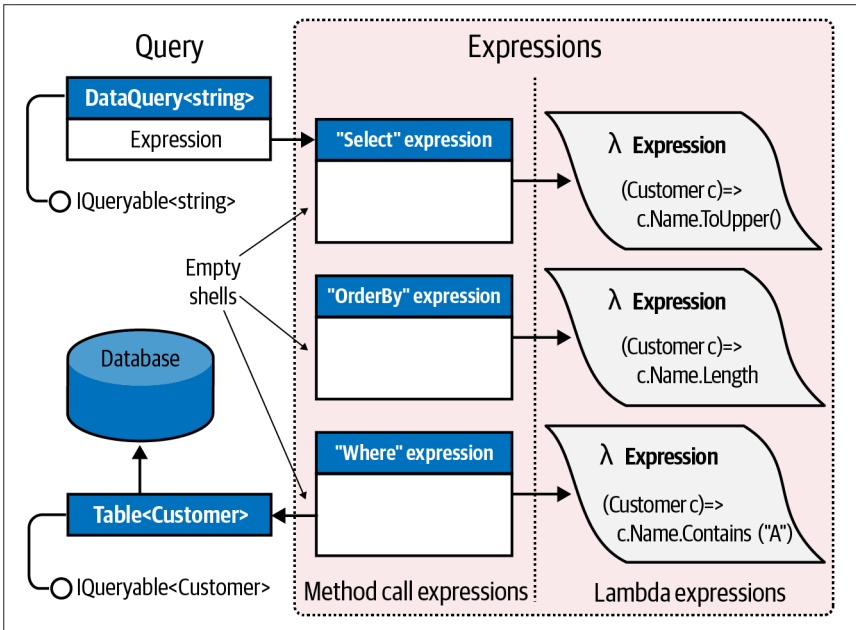 Query
Expressions
DataQuery<string>
Expression
IQueryable<string>
"Select" expression
λ Expression
(Customer c)=>
c.Name.ToUpper()
Empty
shells
"OrderBy" expression
λ Expression
(Customer c)=>
c.Name.Length
Database
"Where" expression
λ Expression
(Customer c)=>
c.Name.Contains ("A")
Table<Customer>
IQueryable<Customer>
Method call expressions
Lambda expressions